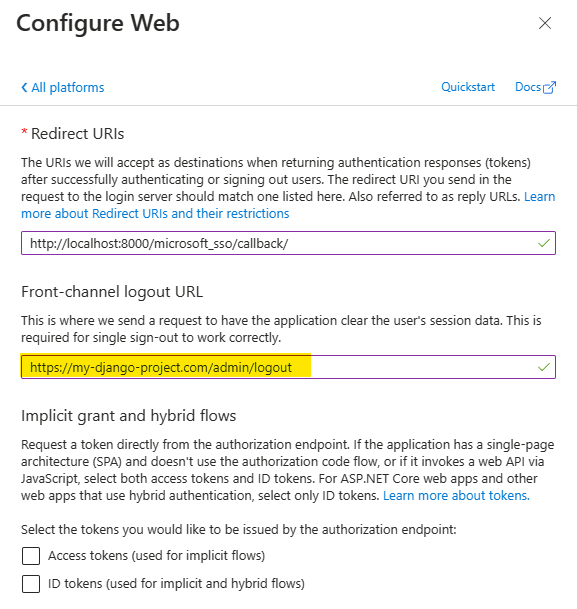 Configure Web
All platforms
Quickstart
Docs
* Redirect URIs
The URIs we will accept as destinations when returning authentication responses (tokens)
after successfully authenticating or signing out users. The redirect URI you send in the
request to the login server should match one listed here. Also referred to as reply URLs. Learn
more about Redirect URIs and their restrictions
http://localhost:8000/microsoft_sso/callback/
Front-channel logout URL
This is where we send a request to have the application clear the user's session data. This is
required for single sign-out to work correctly.
https://my-django-project.com/admin/logout
Implicit grant and hybrid flows
Request a token directly from the authorization endpoint. If the application has a single-page
architecture (SPA) and doesn't use the authorization code flow, or if it invokes a web API via
JavaScript, select both access tokens and ID tokens. For ASP.NET Core web apps and other
web apps that use hybrid authentication, select only ID tokens. Learn more about tokens.
Select the tokens you would like to be issued by the authorization endpoint:
Access tokens (used for implicit flows)
ID tokens (used for implicit and hybrid flows)